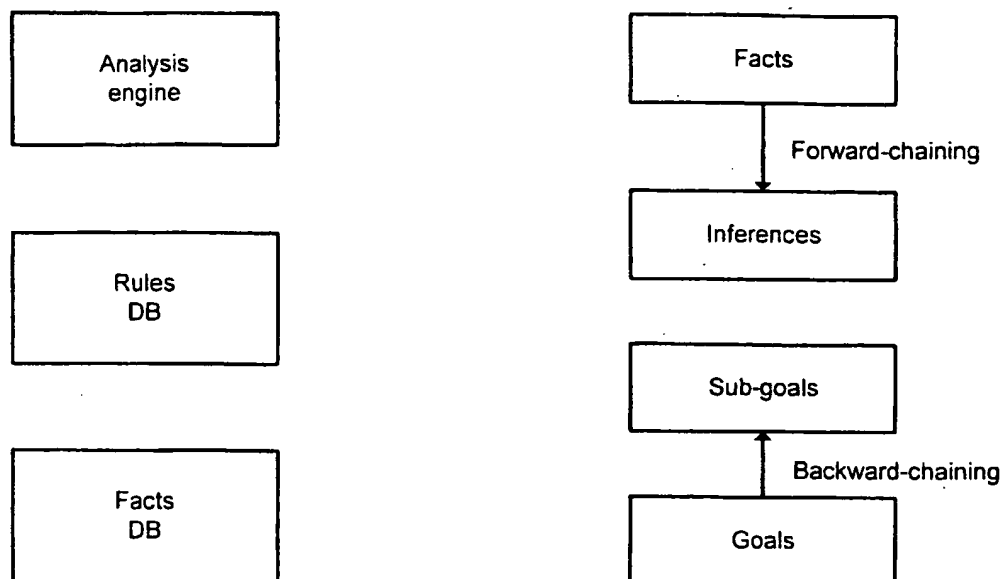 Analysis
engine
Rules
DB
Facts
DB
Facts
Forward-chaining
Inferences
Sub-goals
Backward-chaining
Goals